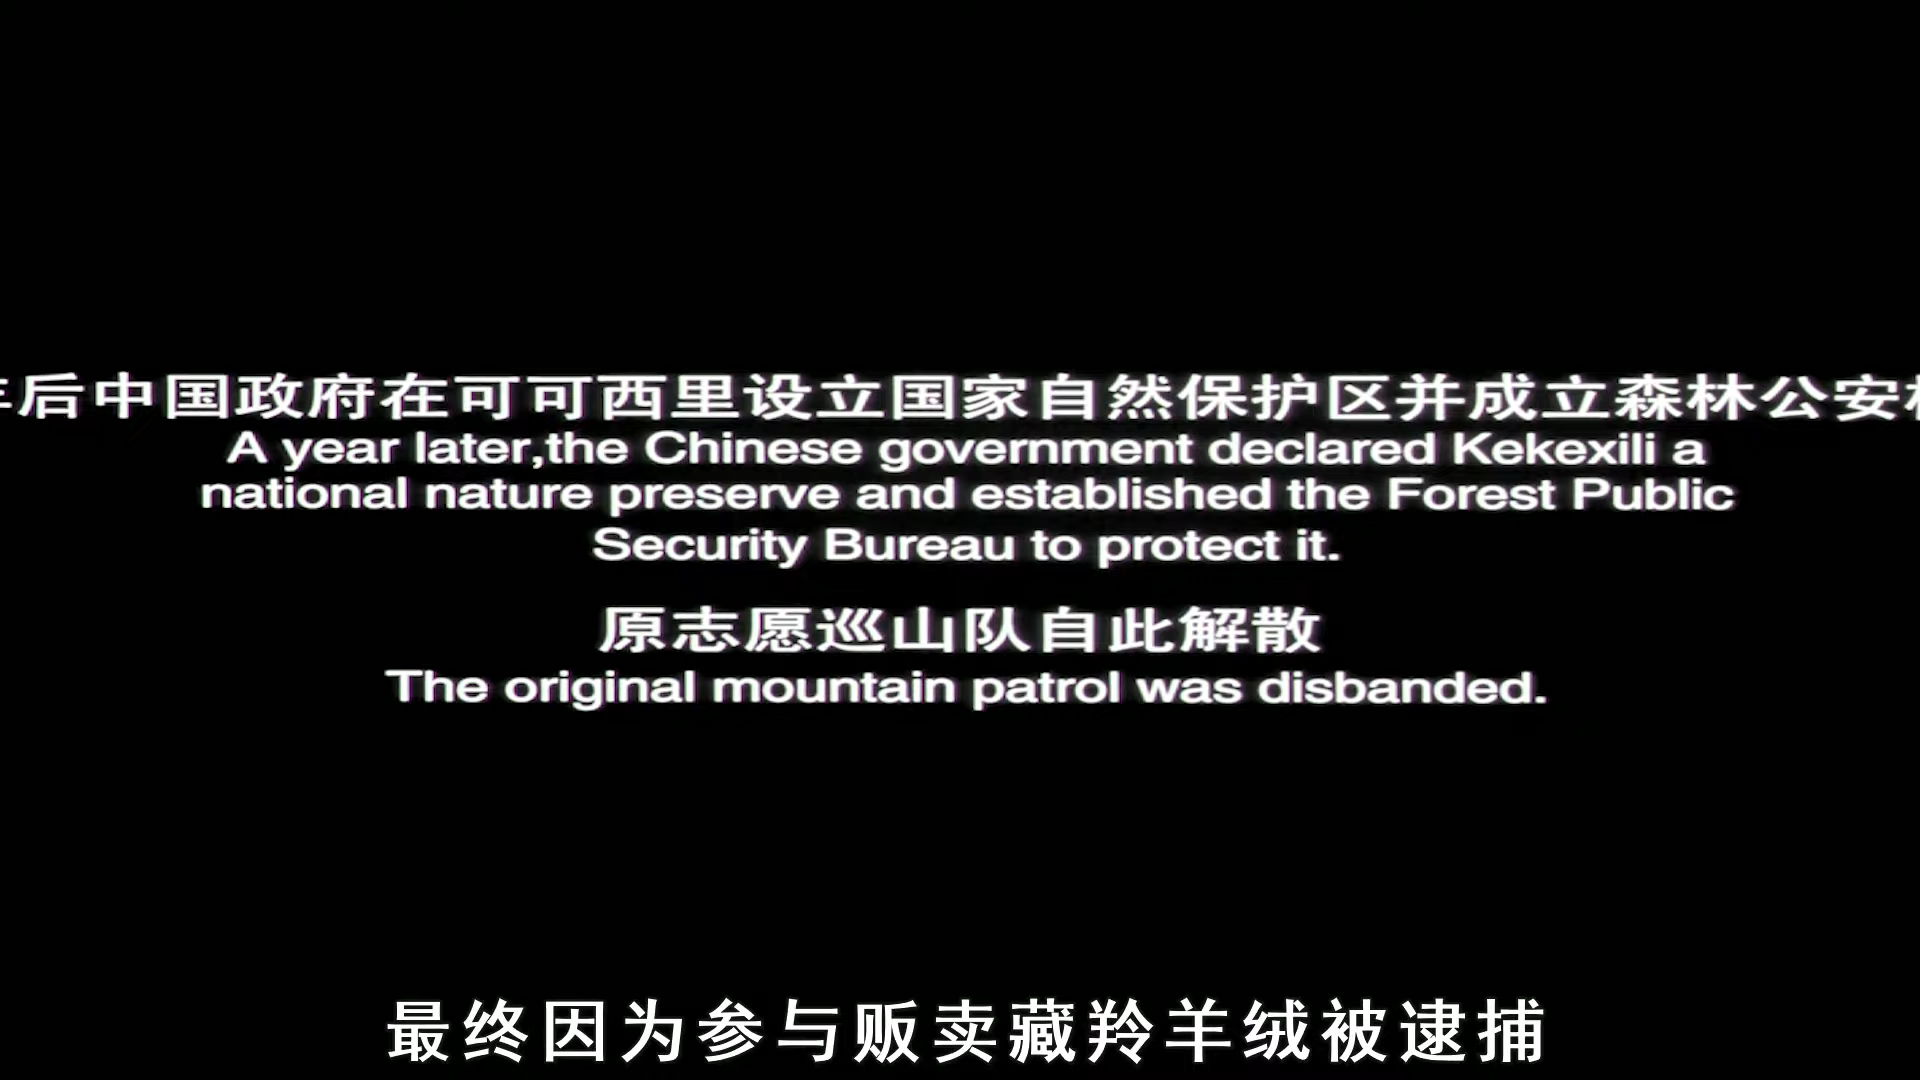 后中国政府在可可西里设立国家自然保护区并成立森林公安
A year later,the Chinese government declared Kekexili a
national nature preserve and established the Forest Public
Security Bureau to protect it.
原志愿巡山队自此解散
The original mountain patrol was disbanded.
最终因为参与贩卖藏羚羊绒被逮捕